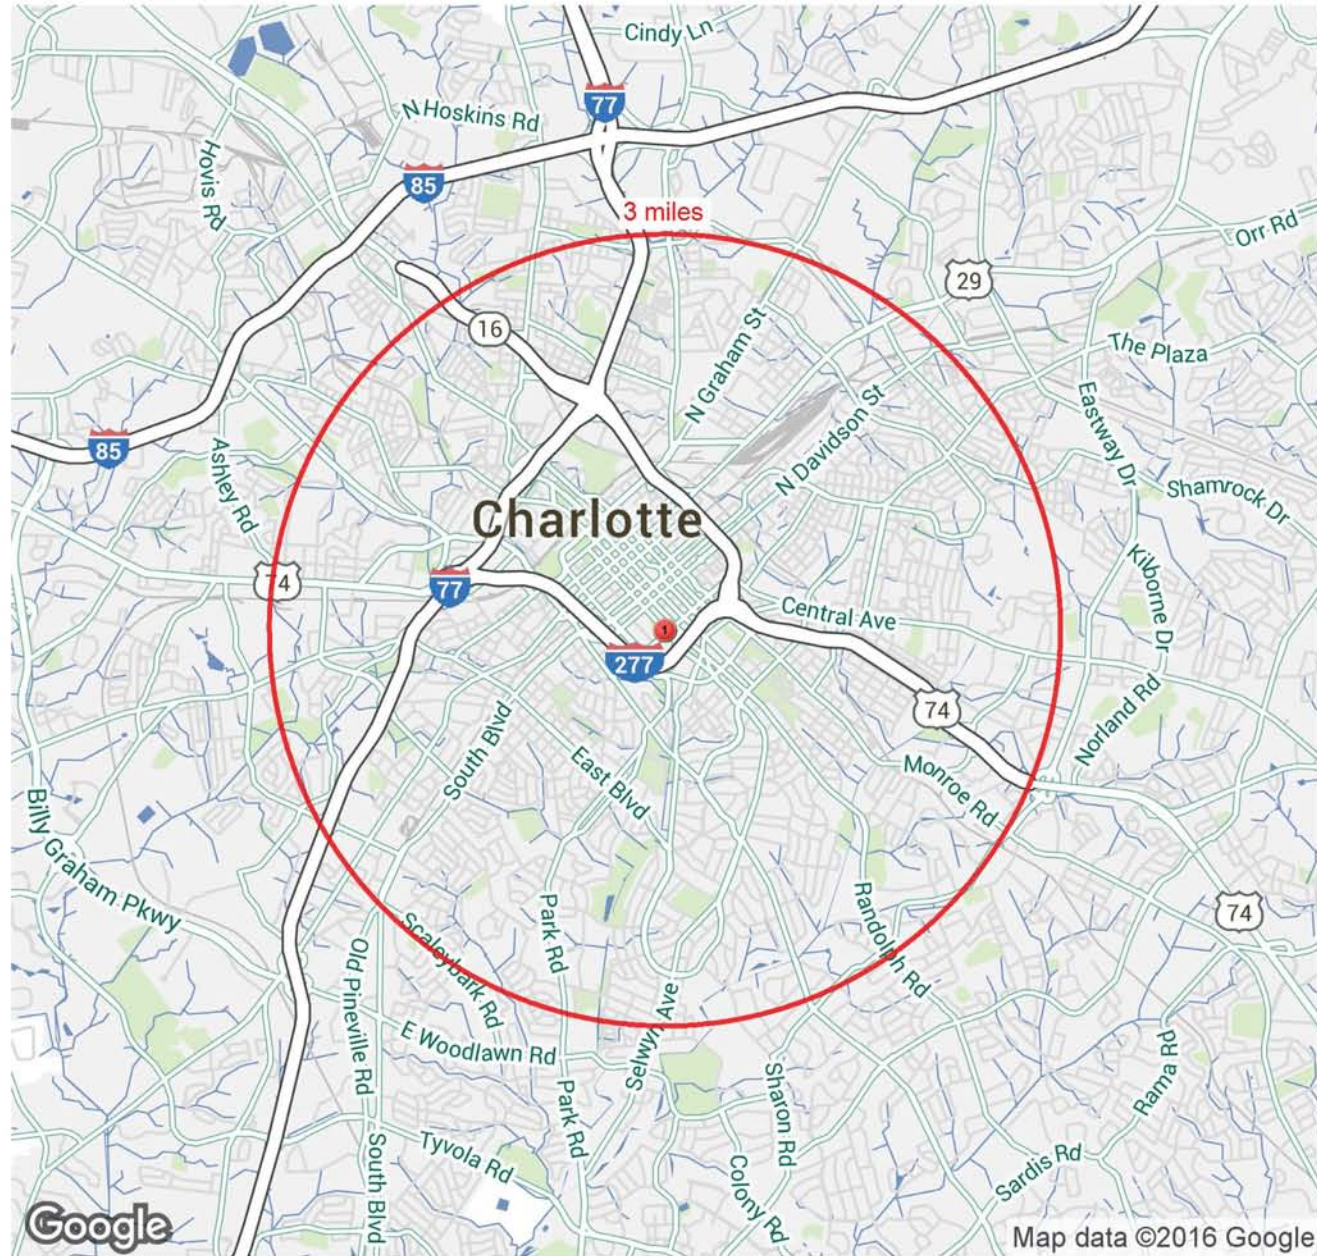 Cindy Ln
77
N Hoskins Rd
85
Hovis Rd
3 miles
Orr Rd
29
16
The Plaza
N Graham St
Eastway Dr
85
Ashley Rd
N Davidson St
Shamrock Dr
Charlotte
74
77
Kilborne Dr
Central Ave
1
277
74
Norland Rd
South Blvd
East Blvd
Monroe Rd
Billy Graham Pkwy
Park Rd
Randolph Rd
74
Scaleybark Rd
Old Pineville Rd
Selwyn Ave
E Woodlawn Rd
Sharon Rd
Rama Rd
Park Rd
Tyvola Rd
South Blvd
Colony Rd
Sardis Rd
Google
Map data ©2016 Google